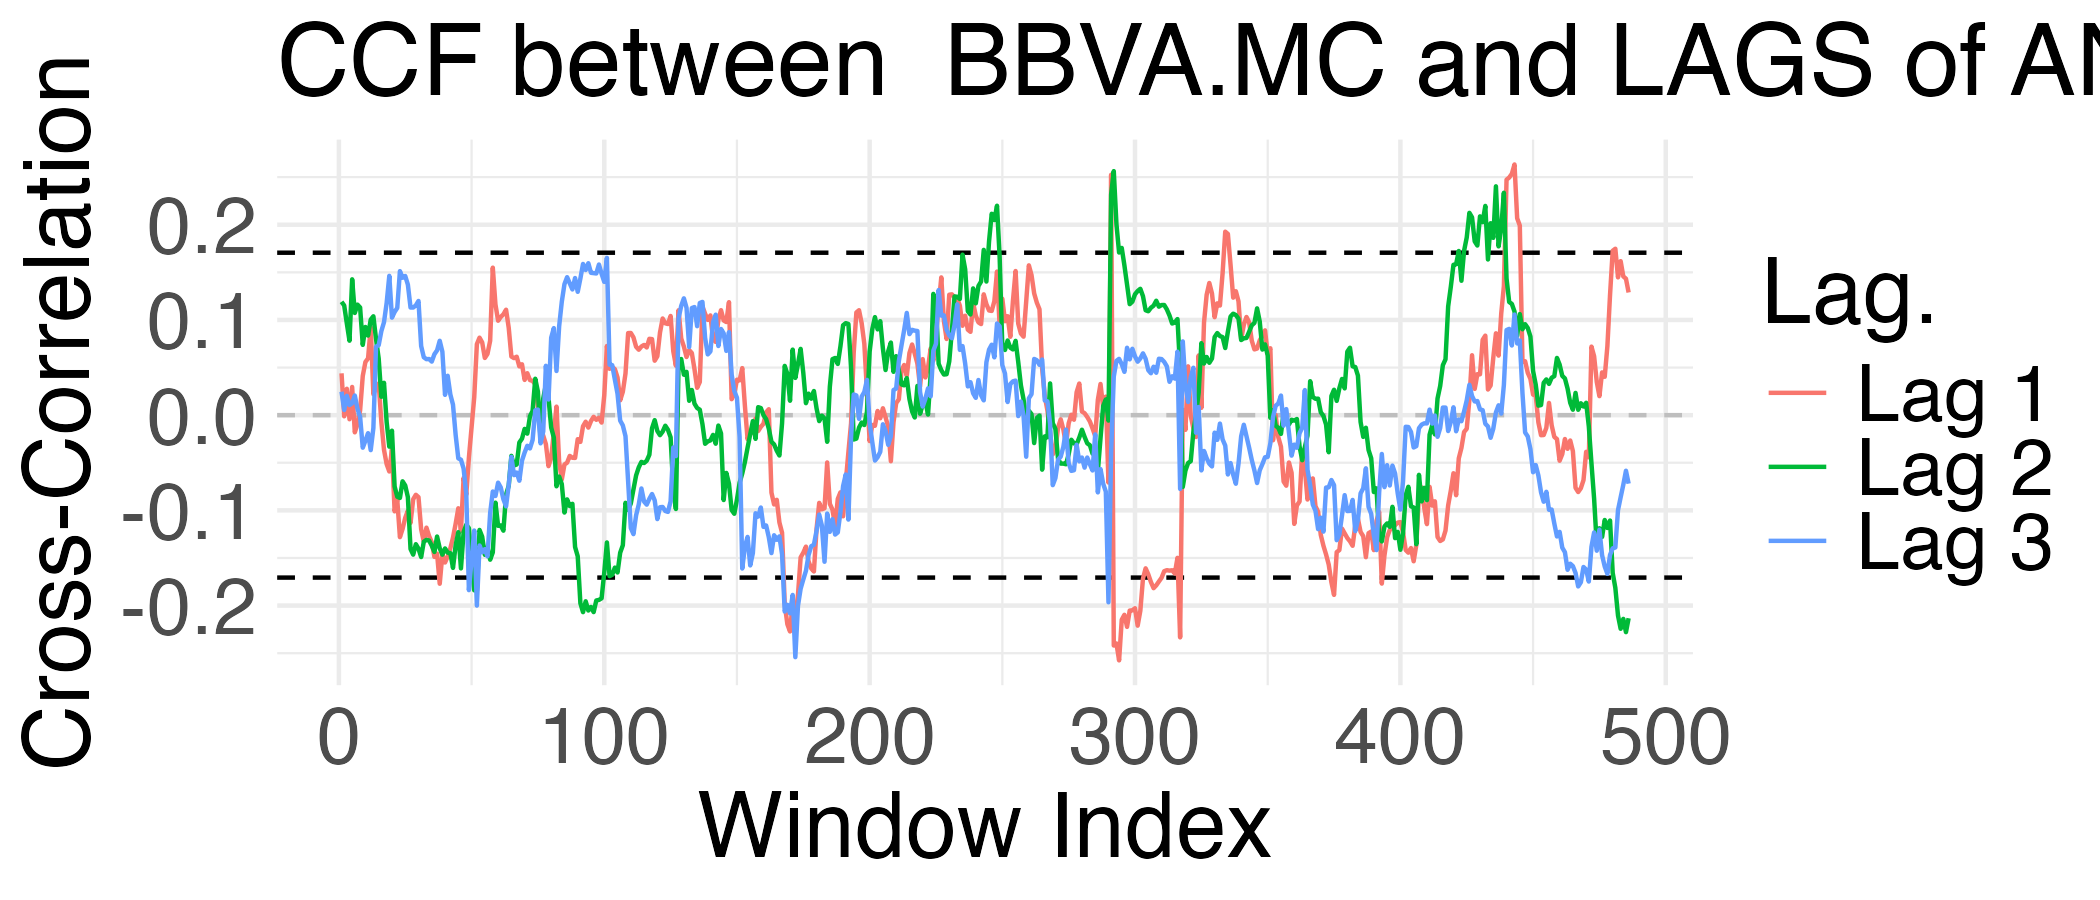 CCF between BBVA.MC and LAGS of AN
Cross-Correlation
0.2
0.1
0.0
-0.1
-0.2
0
100
200
300
400
500
Window Index
Lag.
Lag 1
Lag 2
Lag 3